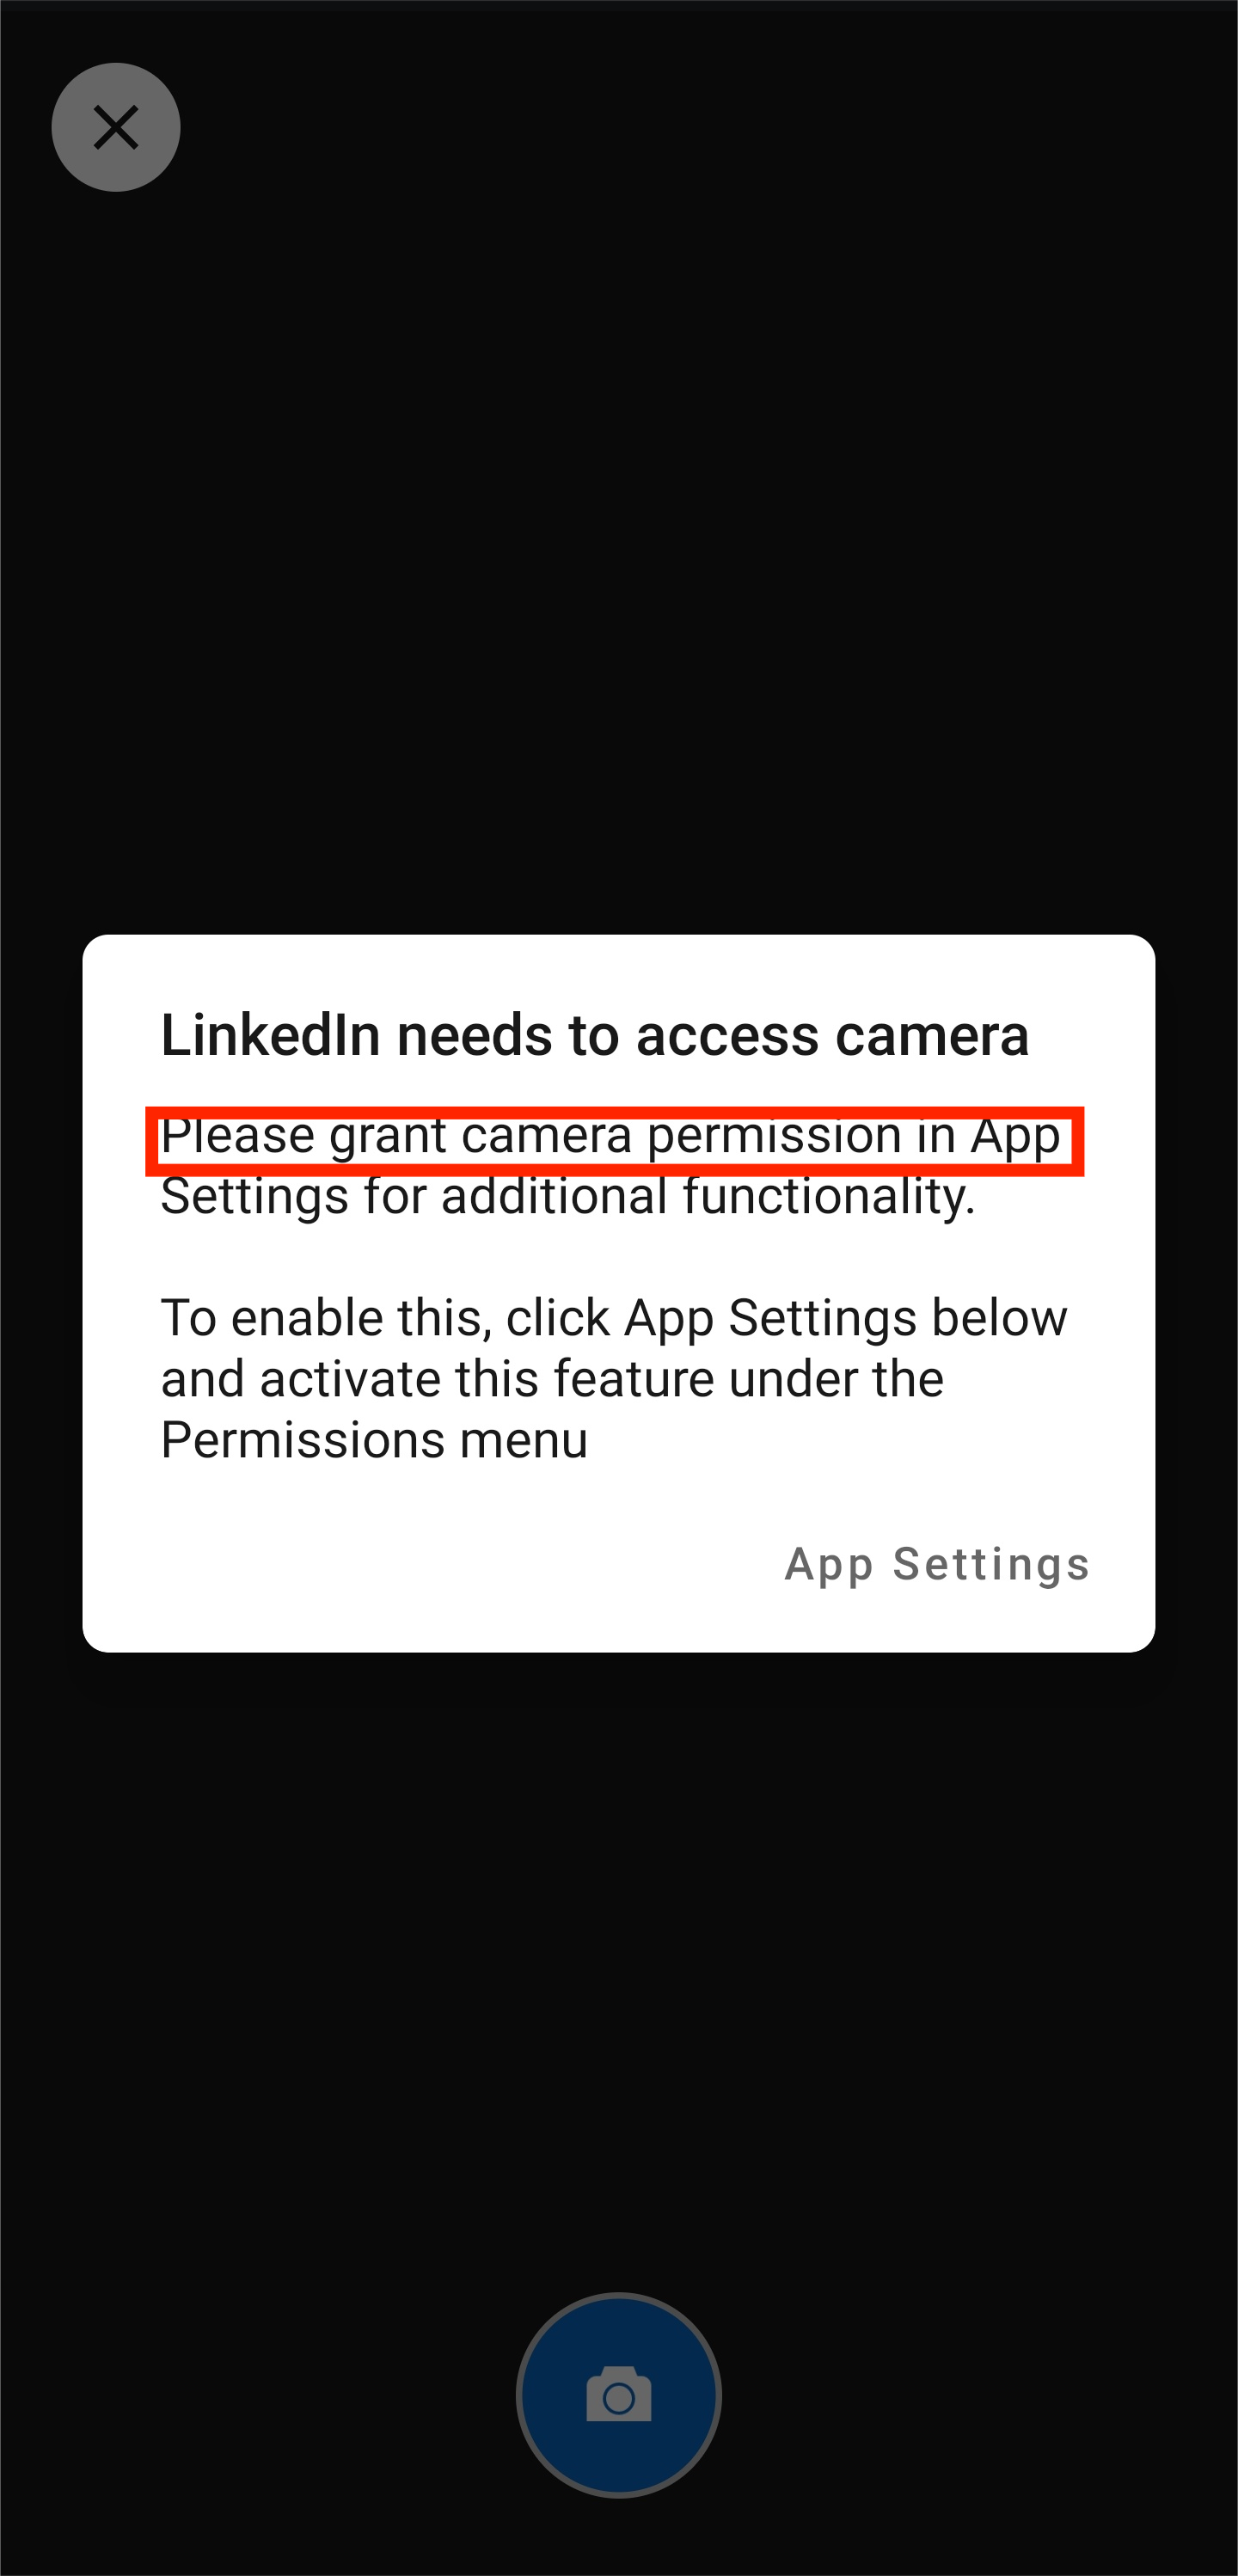 LinkedIn needs to access camera
Please grant camera permission in App
Settings for additional functionality.
To enable this, click App Settings below
and activate this feature under the
Permissions menu
App Settings